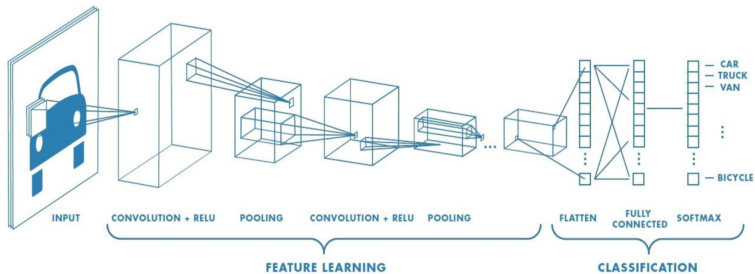 CAR
TRUCK
VAN
BICYCLE
INPUT
CONVOLUTION + RELU
POOLING
CONVOLUTION + RELU
POOLING
FLATTEN
FULLY
CONNECTED
SOFTMAX
FEATURE LEARNING
CLASSIFICATION